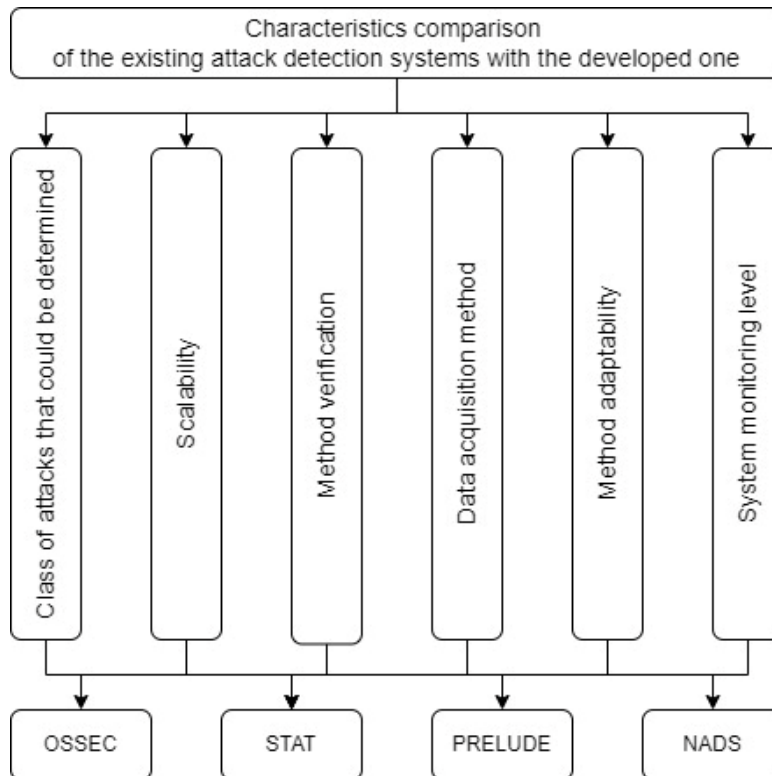 Characteristics comparison
of the existing attack detection systems with the developed one
Class of attacks that could be determined
Scalability
Method verification
Data acquisition method
Method adaptability
System monitoring level
OSSEC
STAT
PRELUDE
NADS